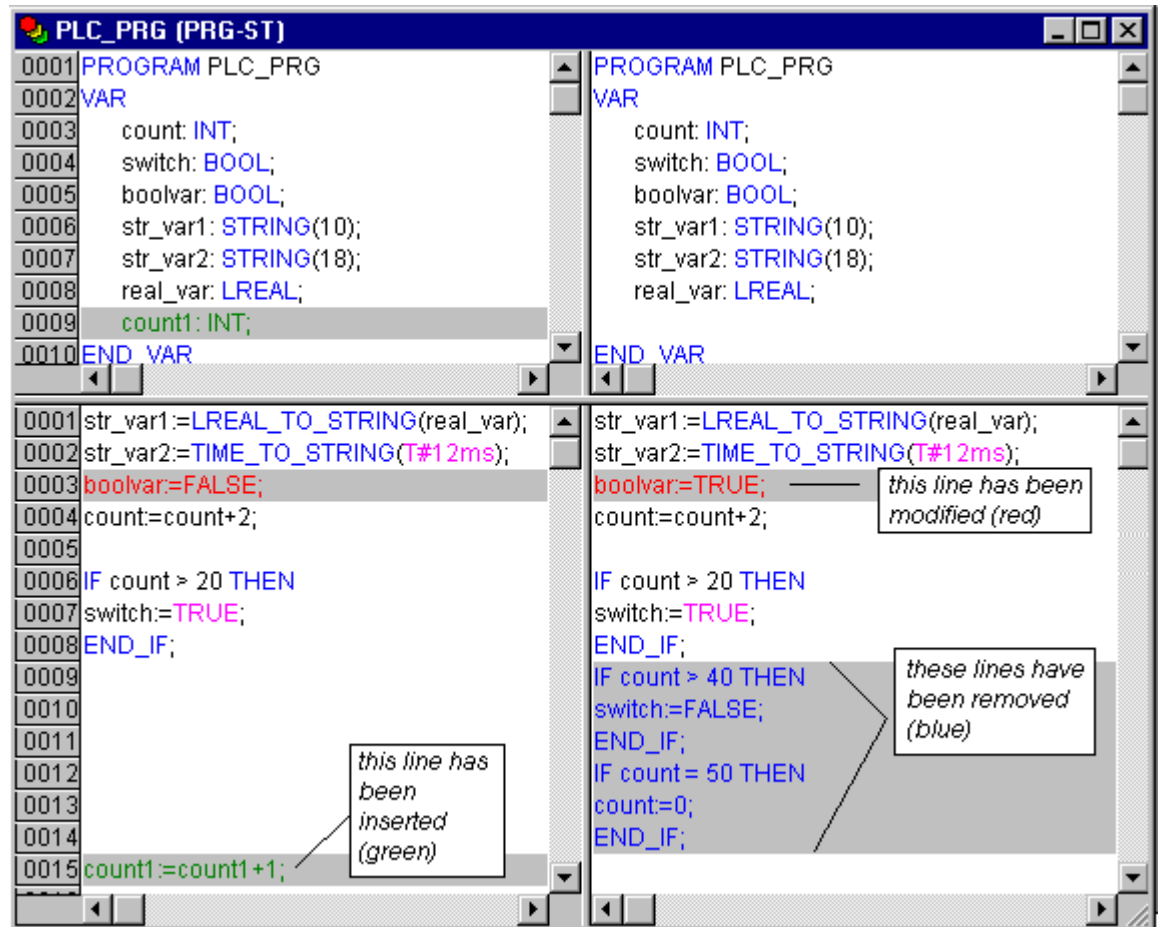 PLC_PRG (PRG-ST)
0001 PROGRAM PLC_PRG
0002 VAR
0003 count: INT;
0004 switch: BOOL;
0005 boolvar: BOOL;
0006 str_var1: STRING(10);
0007 str_var2: STRING(18);
0008 real_var: LREAL;
0009 count1: INT;
0010 END_VAR
PROGRAM PLC_PRG
VAR
count: INT;
switch: BOOL;
boolvar: BOOL;
str_var1: STRING(10);
str_var2: STRING(18);
real_var: LREAL;
END_VAR
0001 str_var1:=LREAL_TO_STRING(real_var);
0002 str_var2:=TIME_TO_STRING(T#12ms);
0003 boolvar:=FALSE;
0004 count:=count+2;
0005
0006 IF count > 20 THEN
0007 switch:=TRUE;
0008 END_IF;
0009
0010
0011
0012
0013
0014
0015 count1:=count1+1;
this line has
been
inserted
(green)
str_var1:=LREAL_TO_STRING(real_var);
str_var2:=TIME_TO_STRING(T#12ms);
boolvar:=TRUE;
this line has been
modified (red)
count:=count+2;
IF count > 20 THEN
switch:=TRUE;
END_IF;
IF count > 40 THEN
switch:=FALSE;
END_IF;
IF count = 50 THEN
count:=0;
END_IF;
these lines have
been removed
(blue)